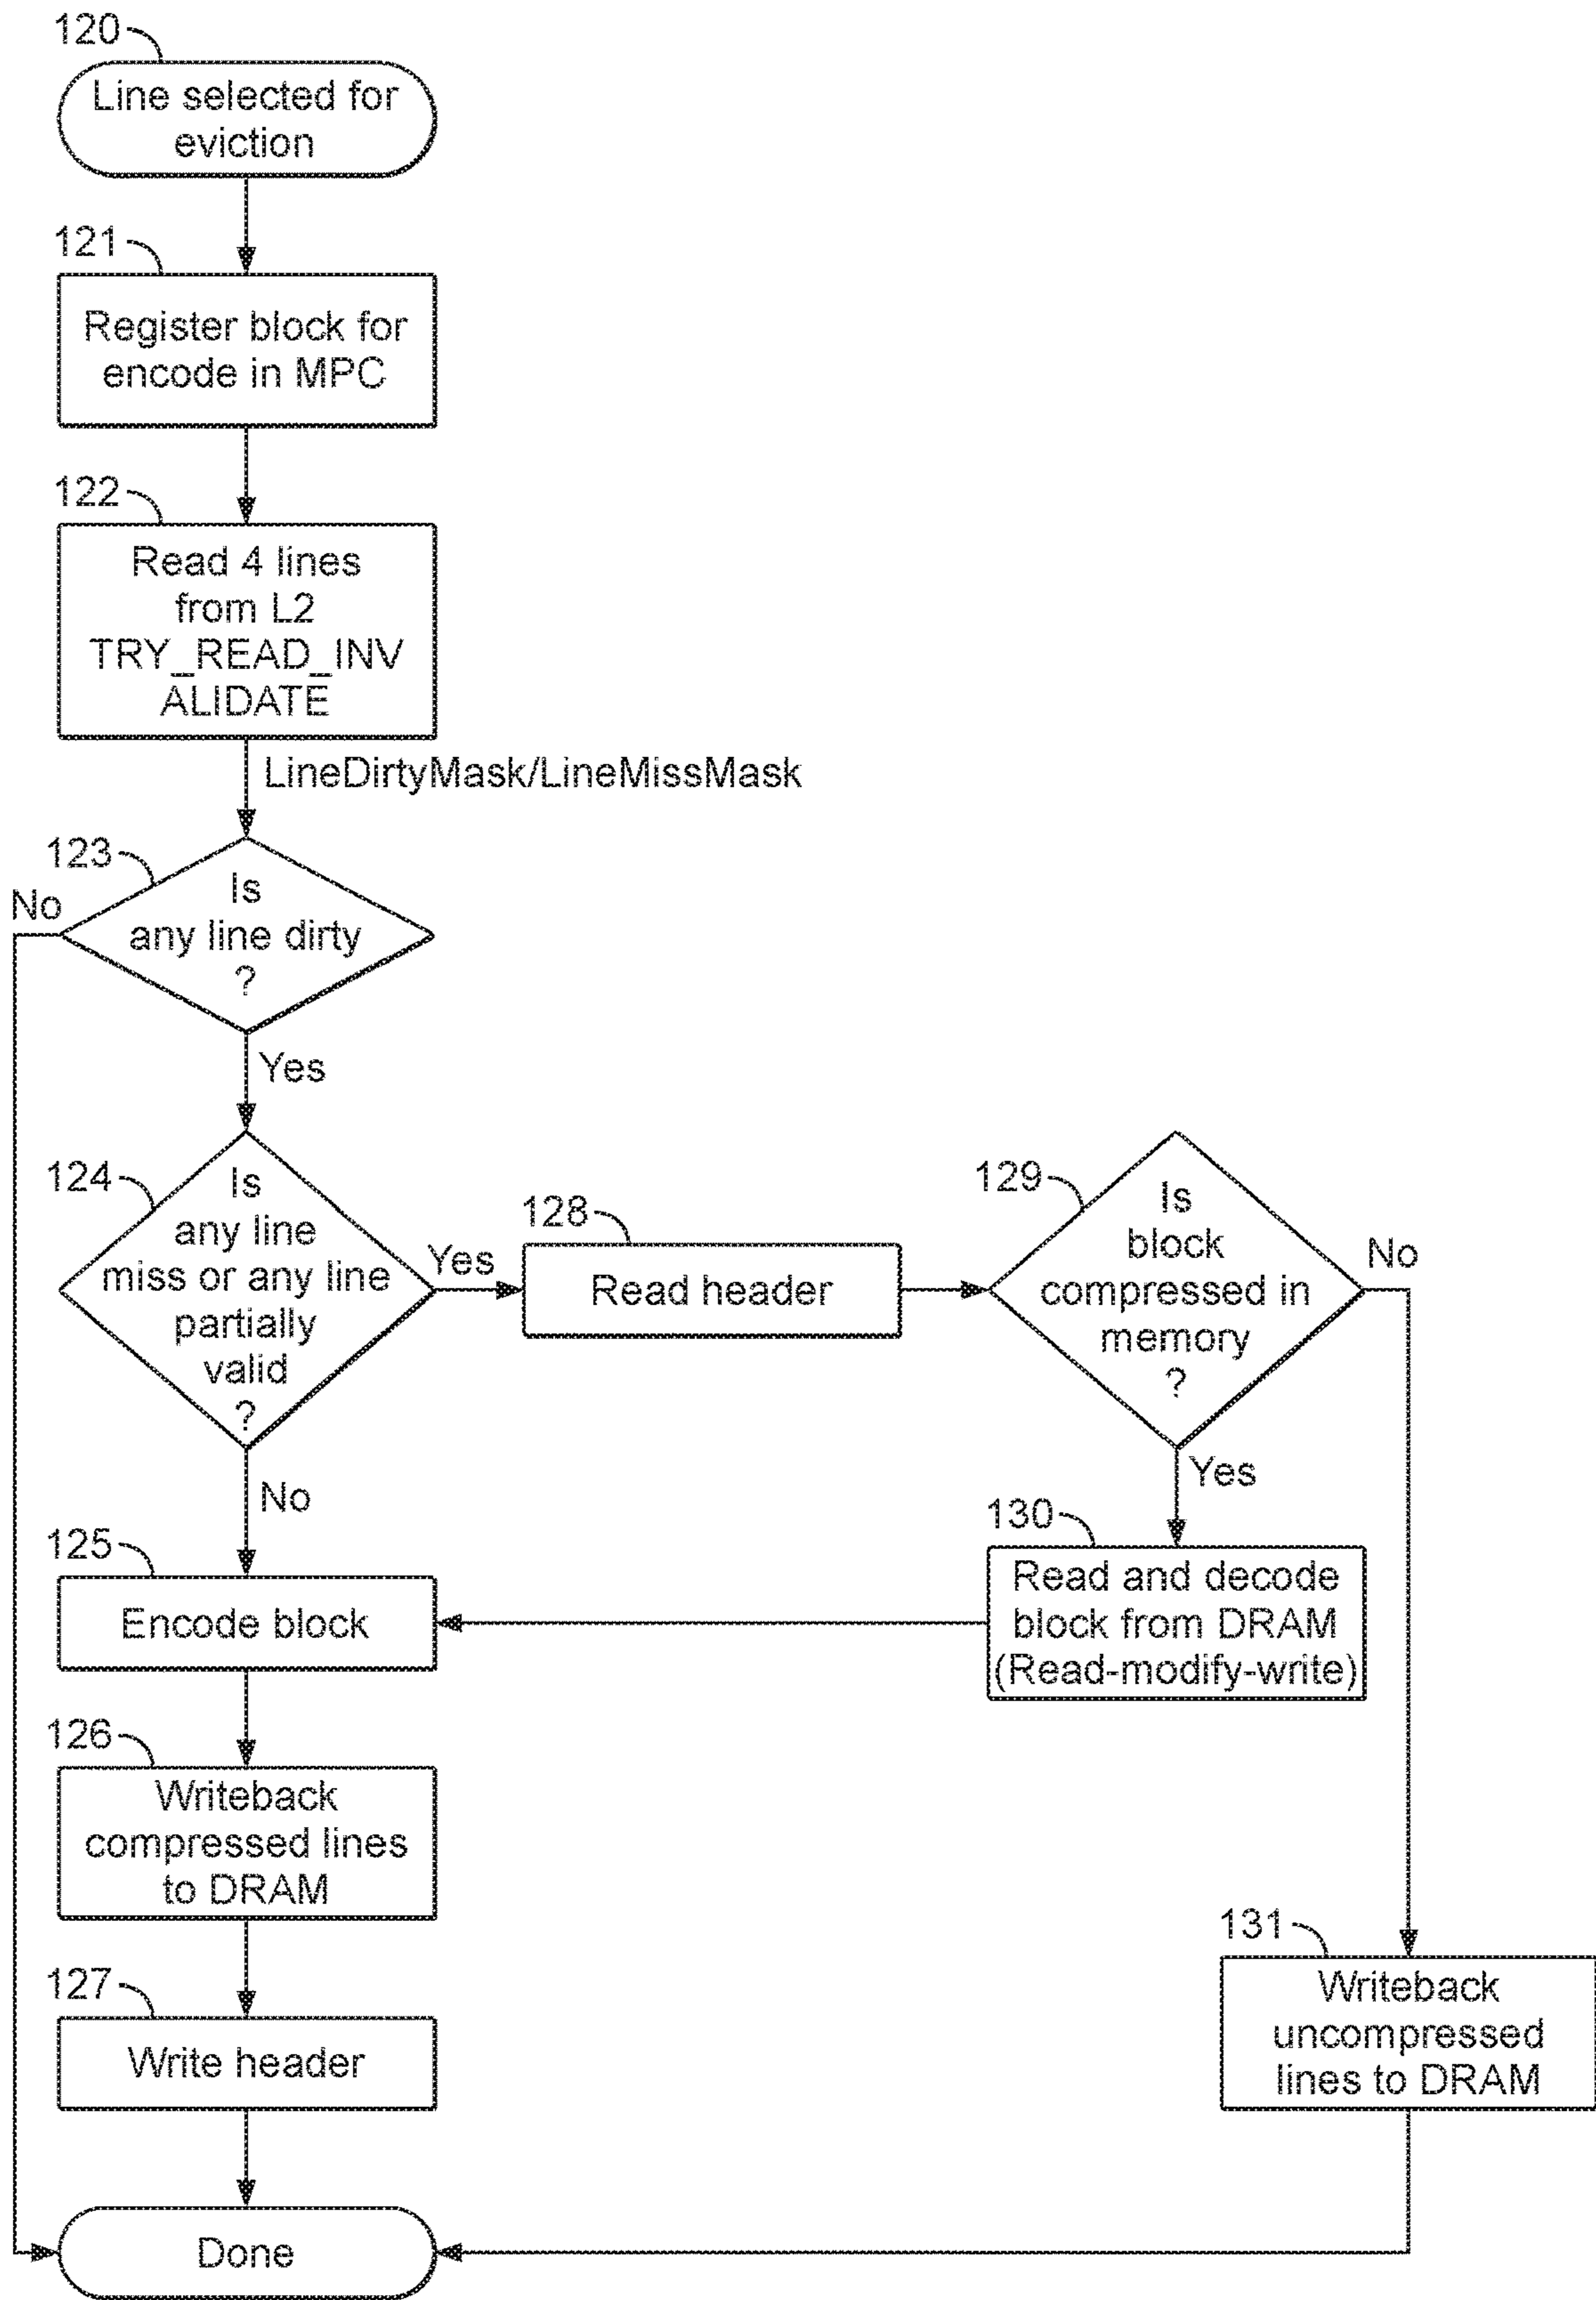 120
Line selected for
eviction
121
Register block for
encode in MPC
122
Read 4 lines
from L2
TRY_READ_INV
ALIDATE
LineDirtyMask/LineMissMask
123
No
Is
any line dirty
?
Yes
124
Is
any line
miss or any line
partially
valid
?
Yes
128
Read header
129
Is
block
compressed in
memory
?
No
No
Yes
125
Encode block
130
Read and decode
block from DRAM
(Read-modify-write)
126
Writeback
compressed lines
to DRAM
127
Write header
131
Writeback
uncompressed
lines to DRAM
Done